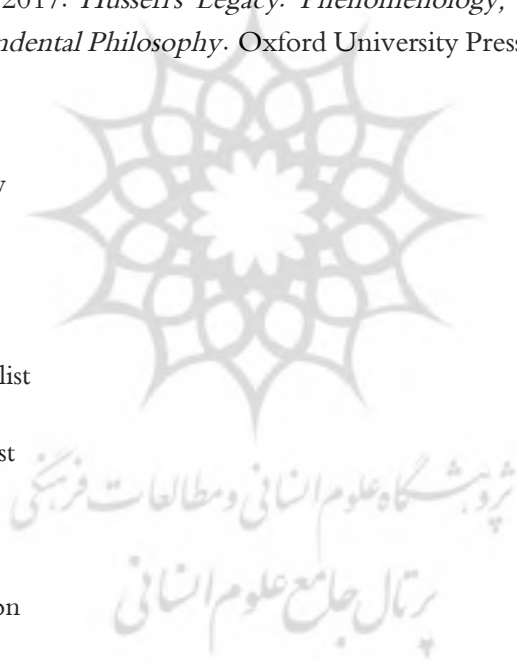 2017. Husserl's Legacy: Phenomenology,
ndental Philosophy. Oxford University Press
y
list
st
پژوهشگاه علوم انسانی و مطالعات فرهنگی
on
پرتال جامع علوم انسانی